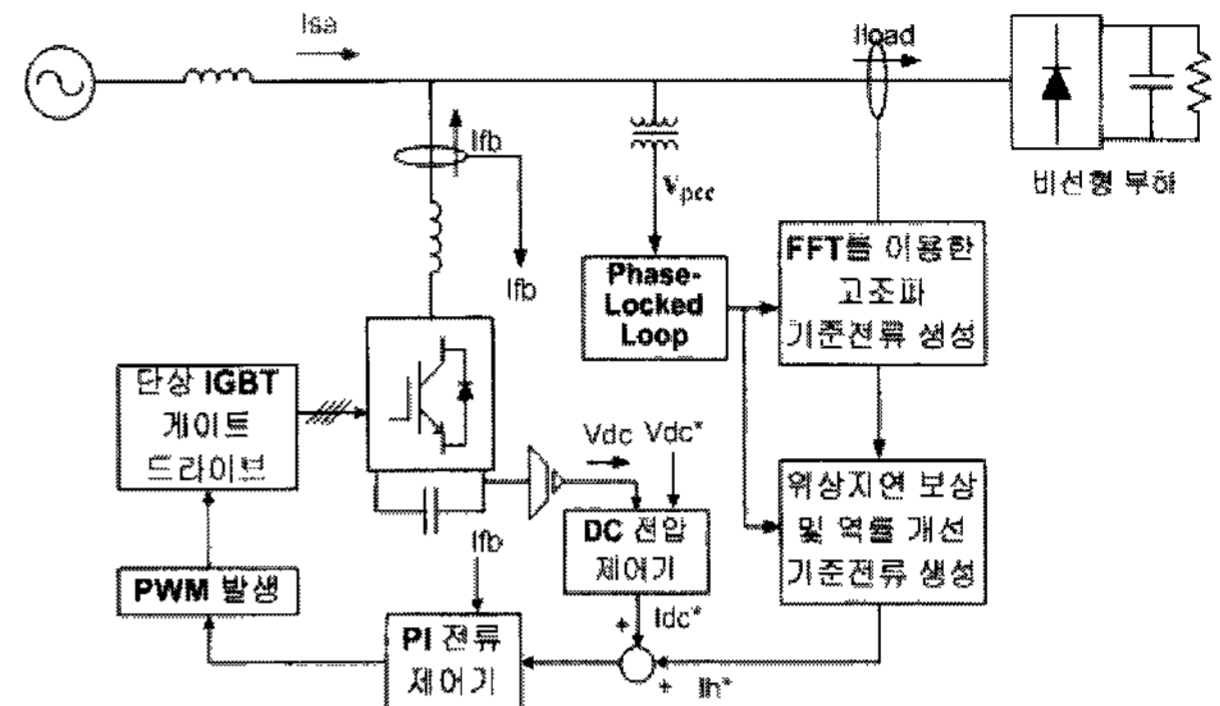 Isa
Iload
Ifb
Vpcc
비선형 부하
Ifb
Phase-
Locked
Loop
FFT를 이용한
고조파
기준전류 생성
단상 IGBT
게이트
드라이브
Vdc
Vdc*
위상지연 보상
및 역률 개선
기준전류 생성
DC 전압
제어기
Ifb
PWM 발생
Idc*
+
PI 전류
제어기
+
Ih*